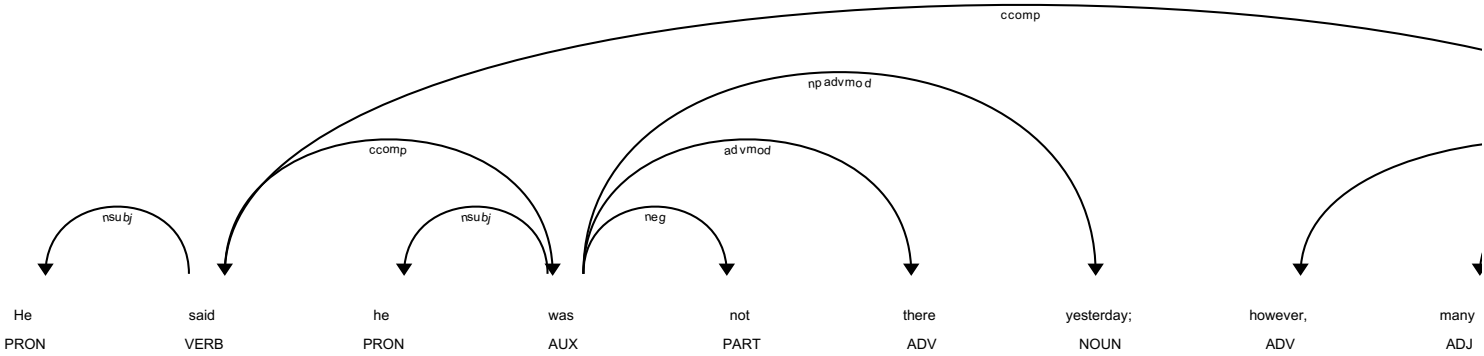 ccomp
npadvmod
ccomp
advmod
nsubj
nsubj
neg
He said he was not there yesterday; however, many
PRON VERB PRON AUX PART ADV NOUN ADV ADJ